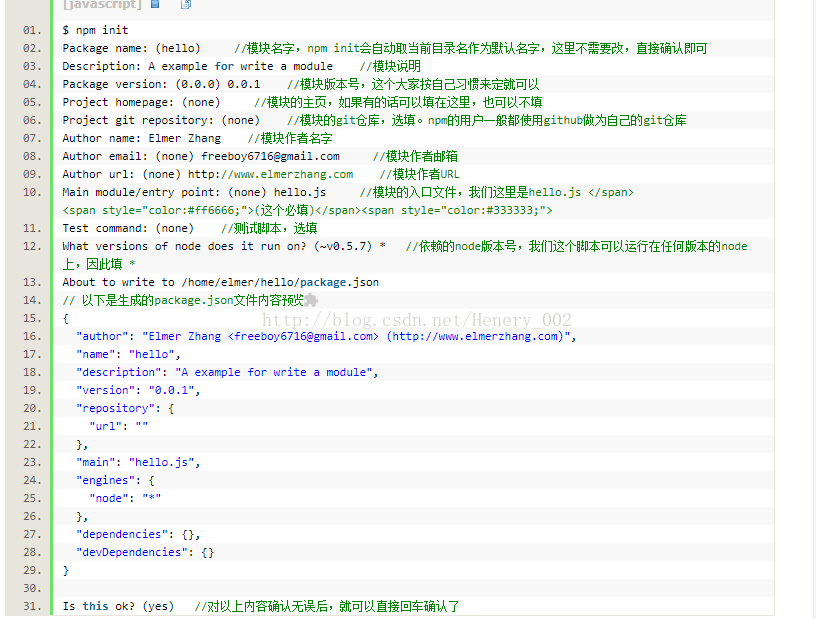 [javascript]
01. $ npm init
02. Package name: (hello)     //模块名字，npm init会自动取当前目录名作为默认名字，这里不需要改，直接确认即可
03. Description: A example for write a module    //模块说明
04. Package version: (0.0.0) 0.0.1    //模块版本号，这个大家按自己习惯来定就可以
05. Project homepage: (none)     //模块的主页，如果有的话可以填在这里，也可以不填
06. Project git repository: (none)    //模块的git仓库，选填。npm的用户一般都使用github做为自己的git仓库
07. Author name: Elmer Zhang    //模块作者名字
08. Author email: (none) freeboy6716@gmail.com     //模块作者邮箱
09. Author url: (none) http://www.elmerzhang.com    //模块作者URL
10. Main module/entry point: (none) hello.js     //模块的入口文件，我们这里是hello.js </span>
<span style="color:#ff6666;">(这个必填)</span><span style="color:#333333;">
11. Test command: (none)    //测试脚本，选填
12. What versions of node does it run on? (~v0.5.7) *   //依赖的node版本号，我们这个脚本可以运行在任何版本的node
上，因此填 *
13. About to write to /home/elmer/hello/package.json
14. // 以下是生成的package.json文件内容预览
http://blog.csdn.net/Henery_002
15. {
16.   "author": "Elmer Zhang <freeboy6716@gmail.com> (http://www.elmerzhang.com)",
17.   "name": "hello",
18.   "description": "A example for write a module",
19.   "version": "0.0.1",
20.   "repository": {
21.     "url": ""
22.   },
23.   "main": "hello.js",
24.   "engines": {
25.     "node": "*"
26.   },
27.   "dependencies": {},
28.   "devDependencies": {}
29. }
30.
31. Is this ok? (yes)   //对以上内容确认无误后，就可以直接回车确认了